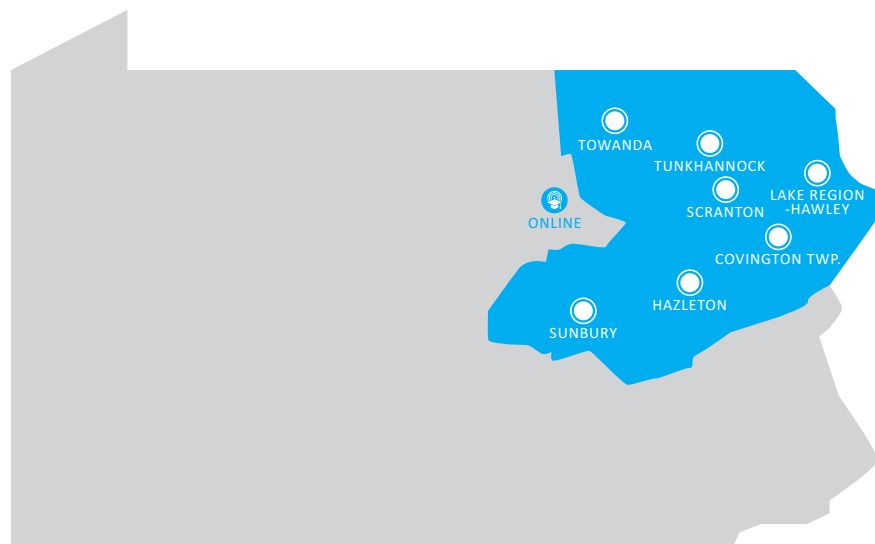 TOWANDA
TUNKHANNOCK
LAKE REGION
-HAWLEY
SCRANTON
ONLINE
COVINGTON TWP.
HAZLETON
SUNBURY